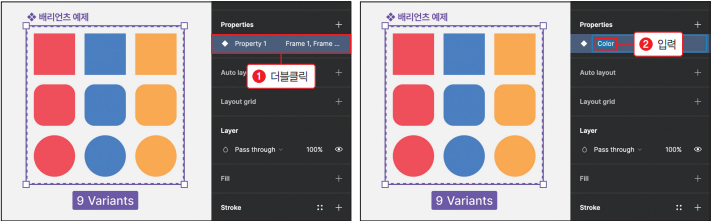 배리언츠 예제
9 Variants
Properties
Property 1 Frame 1, Frame ...
Auto layo
1 더블클릭
Layout grid
Layer
Pass through 100%
Fill
Stroke
배리언츠 예제
9 Variants
Properties
Color
2 입력
Auto layout
Layout grid
Layer
Pass through 100%
Fill
Stroke